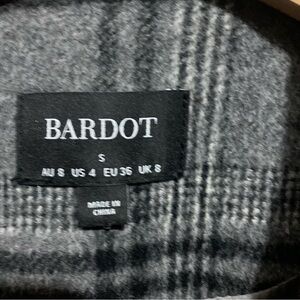 BARDOT
S
AU 8 US 4 EU 36 UK 8
MADE IN
CHINA